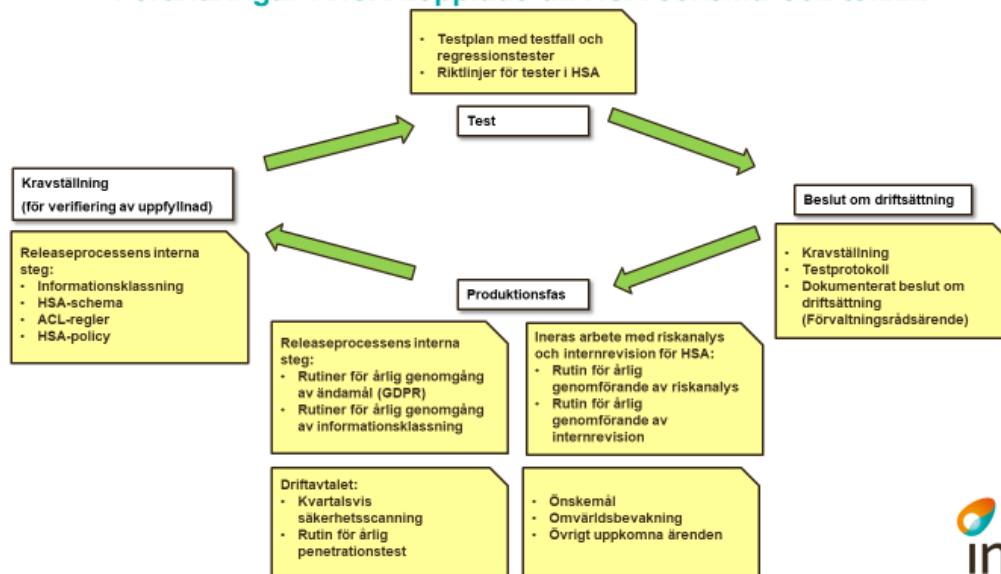 Testplan med testfall och
regressionstester
Riktlinjer för tester i HSA
Test
Kravställning
(för verifiering av uppfyllnad)
Releaseprocessens interna
steg:
Informationsklassning
HSA-schema
ACL-regler
HSA-policy
Beslut om driftsättning
Kravställning
Testprotokoll
Dokumenterat beslut om
driftsättning
(Förvaltningsrådsärende)
Produktionsfas
Releaseprocessens interna
steg:
Rutiner för årlig genomgång
av ändamål (GDPR)
Rutiner för årlig genomgång
av informationsklassning
Ineras arbete med riskanalys
och internrevision för HSA:
Rutin för årlig
genomförande av riskanalys
Rutin för årlig
genomförande av
internrevision
Driftavtalet:
Kvartalsvis
säkerhetsscanning
Rutin för årlig
penetrationstest
Önskemål
Omvärldsbevakning
Övrigt uppkomna ärenden
in